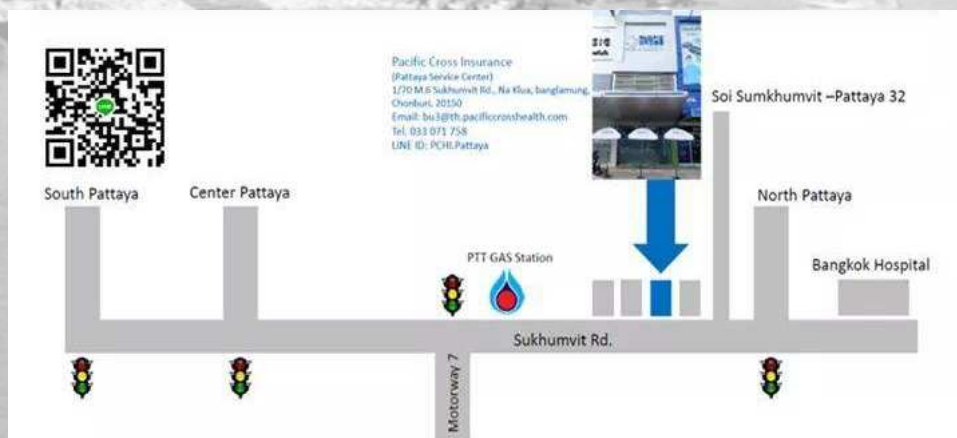 Pacific Cross Insurance
(Pattaya Service Center)
1/70 M.6 Sukhumvit Rd., Na Klua, banglamung,
Chonburi, 20150
Email: bu3@th.pacificcrosshealth.com
Tel. 033 071 758
LINE ID: PCHI.Pattaya
Soi Sumkhumvit –Pattaya 32
South Pattaya
Center Pattaya
North Pattaya
PTT GAS Station
Bangkok Hospital
Sukhumvit Rd.
Motorway 7